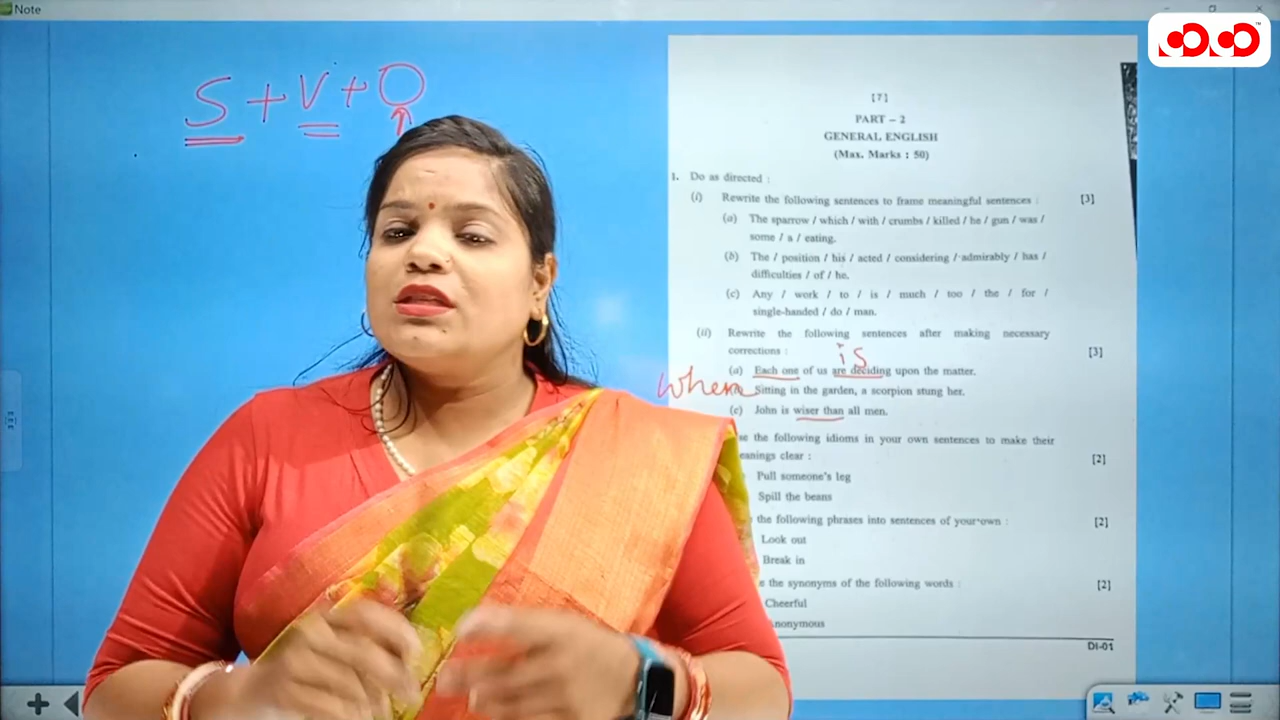 Note
S + V + O
[7]
PART – 2
GENERAL ENGLISH
(Max. Marks : 50)
1. Do as directed :
(i) Rewrite the following sentences to frame meaningful sentences : [3]
(a) The sparrow / which / with / crumbs / killed / he / gun / was /
some / a / eating.
(b) The / position / his / acted / considering / admirably / has /
difficulties / of / he.
(c) Any / work / to / is / much / too / the / for /
single-handed / do / man.
(ii) Rewrite the following sentences after making necessary
corrections : [3]
is
(a) Each one of us are deciding upon the matter.
when Sitting in the garden, a scorpion stung her.
(c) John is wiser than all men.
the following idioms in your own sentences to make their
clear : [2]
Pull someone's leg
Spill the beans
the following phrases into sentences of your own : [2]
Look out
Break in
the synonyms of the following words : [2]
Cheerful
Anonymous
DI-01